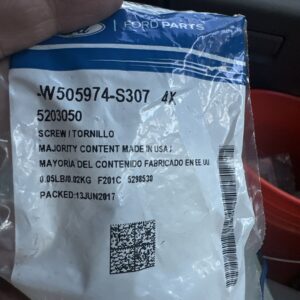 FORD PARTS
-W505974-S307 4X
5203050
SCREW / TORNILLO
MAJORITY CONTENT MADE IN USA /
MAYORIA DEL CONTENIDO FABRICADO EN EE.UU
0.05LB/0.02KG F201C 5298530
PACKED:13JUN2017